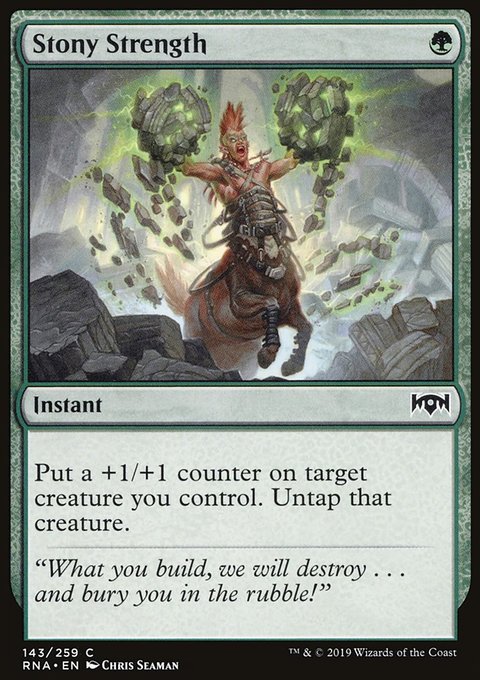 Stony Strength
Instant
Put a +1/+1 counter on target
creature you control. Untap that
creature.
“What you build, we will destroy . . .
and bury you in the rubble!”
143/259 C
RNA • EN Chris Seaman
™ & © 2019 Wizards of the Coast